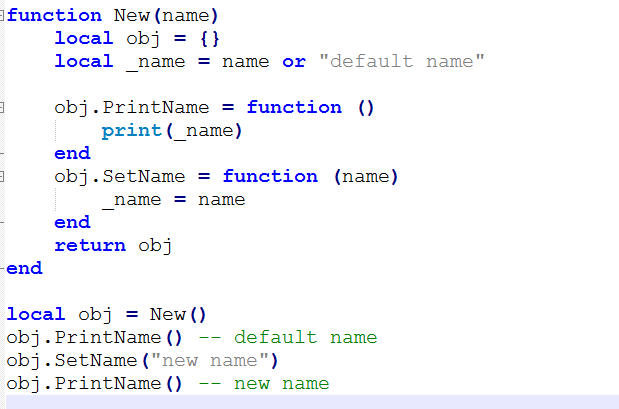 function New(name)
    local obj = {}
    local _name = name or "default name"

    obj.PrintName = function ()
        print(_name)
    end
    obj.SetName = function (name)
        _name = name
    end
    return obj
end

local obj = New()
obj.PrintName() -- default name
obj.SetName("new name")
obj.PrintName() -- new name